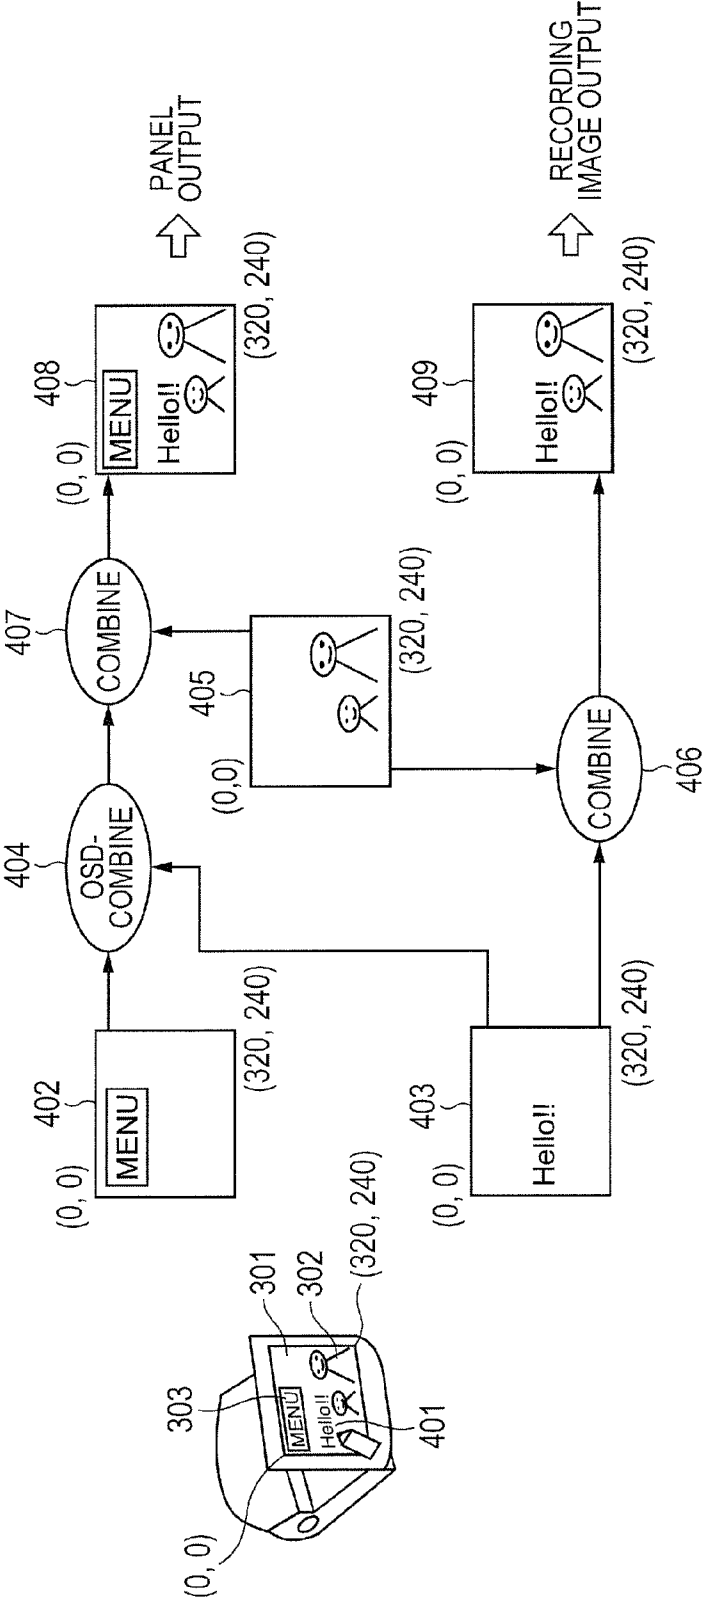 (0, 0)
303
301
302
MENU
Hello!!
(320, 240)
401
402
(0, 0)
MENU
(320, 240)
403
(0, 0)
Hello!!
(320, 240)
404
OSD-
COMBINE
407
COMBINE
405
(0,0)
(320, 240)
COMBINE
406
408
(0, 0)
MENU
Hello!!
(320, 240)
PANEL
OUTPUT
409
(0, 0)
Hello!!
(320, 240)
RECORDING
IMAGE OUTPUT